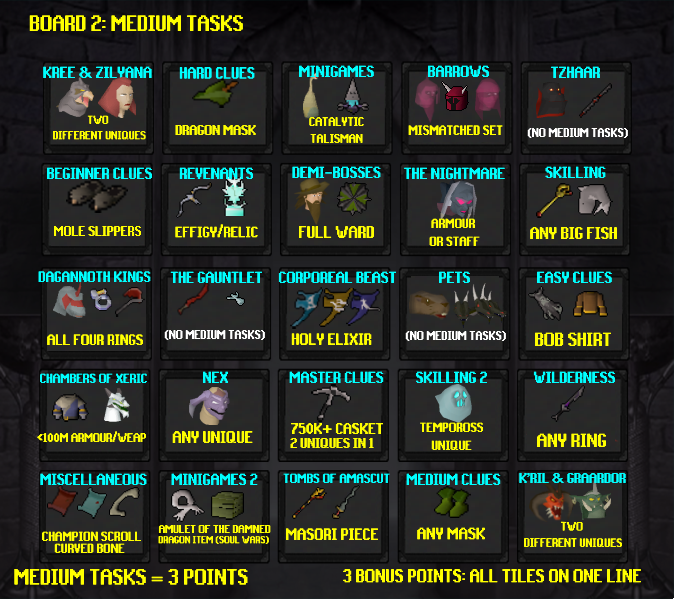 BOARD 2: MEDIUM TASKS
KREE & ZILYANA
TWO
DIFFERENT UNIQUES
HARD CLUES
DRAGON MASK
MINIGAMES
CATALYTIC
TALISMAN
BARROWS
MISMATCHED SET
TZHAAR
(NO MEDIUM TASKS)
BEGINNER CLUES
MOLE SLIPPERS
REVENANTS
EFFIGY/RELIC
DEMI-BOSSES
FULL WARD
THE NIGHTMARE
ARMOUR
OR STAFF
SKILLING
ANY BIG FISH
DAGANNOTH KINGS
ALL FOUR RINGS
THE GAUNTLET
(NO MEDIUM TASKS)
CORPOREAL BEAST
HOLY ELIXIR
PETS
(NO MEDIUM TASKS)
EASY CLUES
BOB SHIRT
CHAMBERS OF XERIC
<100M ARMOUR/WEAP
NEX
ANY UNIQUE
MASTER CLUES
750K+ CASKET
2 UNIQUES IN 1
SKILLING 2
TEMPOROSS
UNIQUE
WILDERNESS
ANY RING
MISCELLANEOUS
CHAMPION SCROLL
CURVED BONE
MINIGAMES 2
AMULET OF THE DAMNED
DRAGON ITEM (SOUL WARS)
TOMBS OF AMASCUT
MASORI PIECE
MEDIUM CLUES
ANY MASK
K'RIL & GRAARDOR
TWO
DIFFERENT UNIQUES
MEDIUM TASKS = 3 POINTS
3 BONUS POINTS: ALL TILES ON ONE LINE